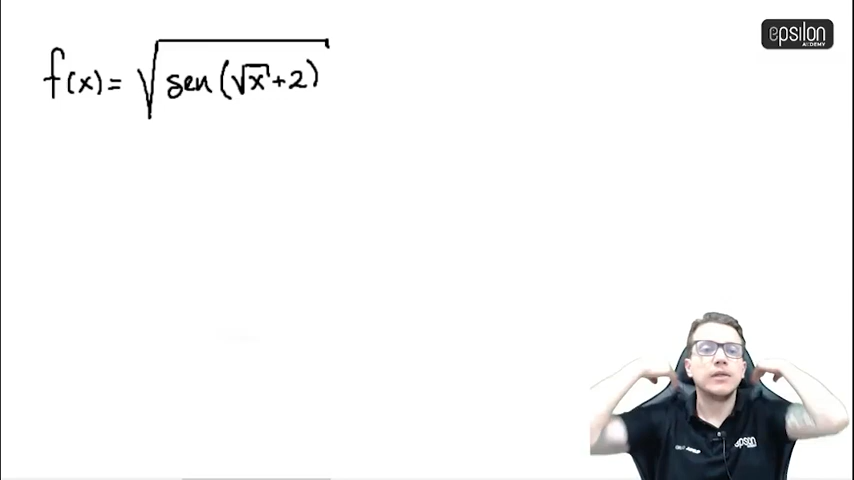 f(x) = √(sen(√x + 2))
epsilon
ACADEMY
epsilon